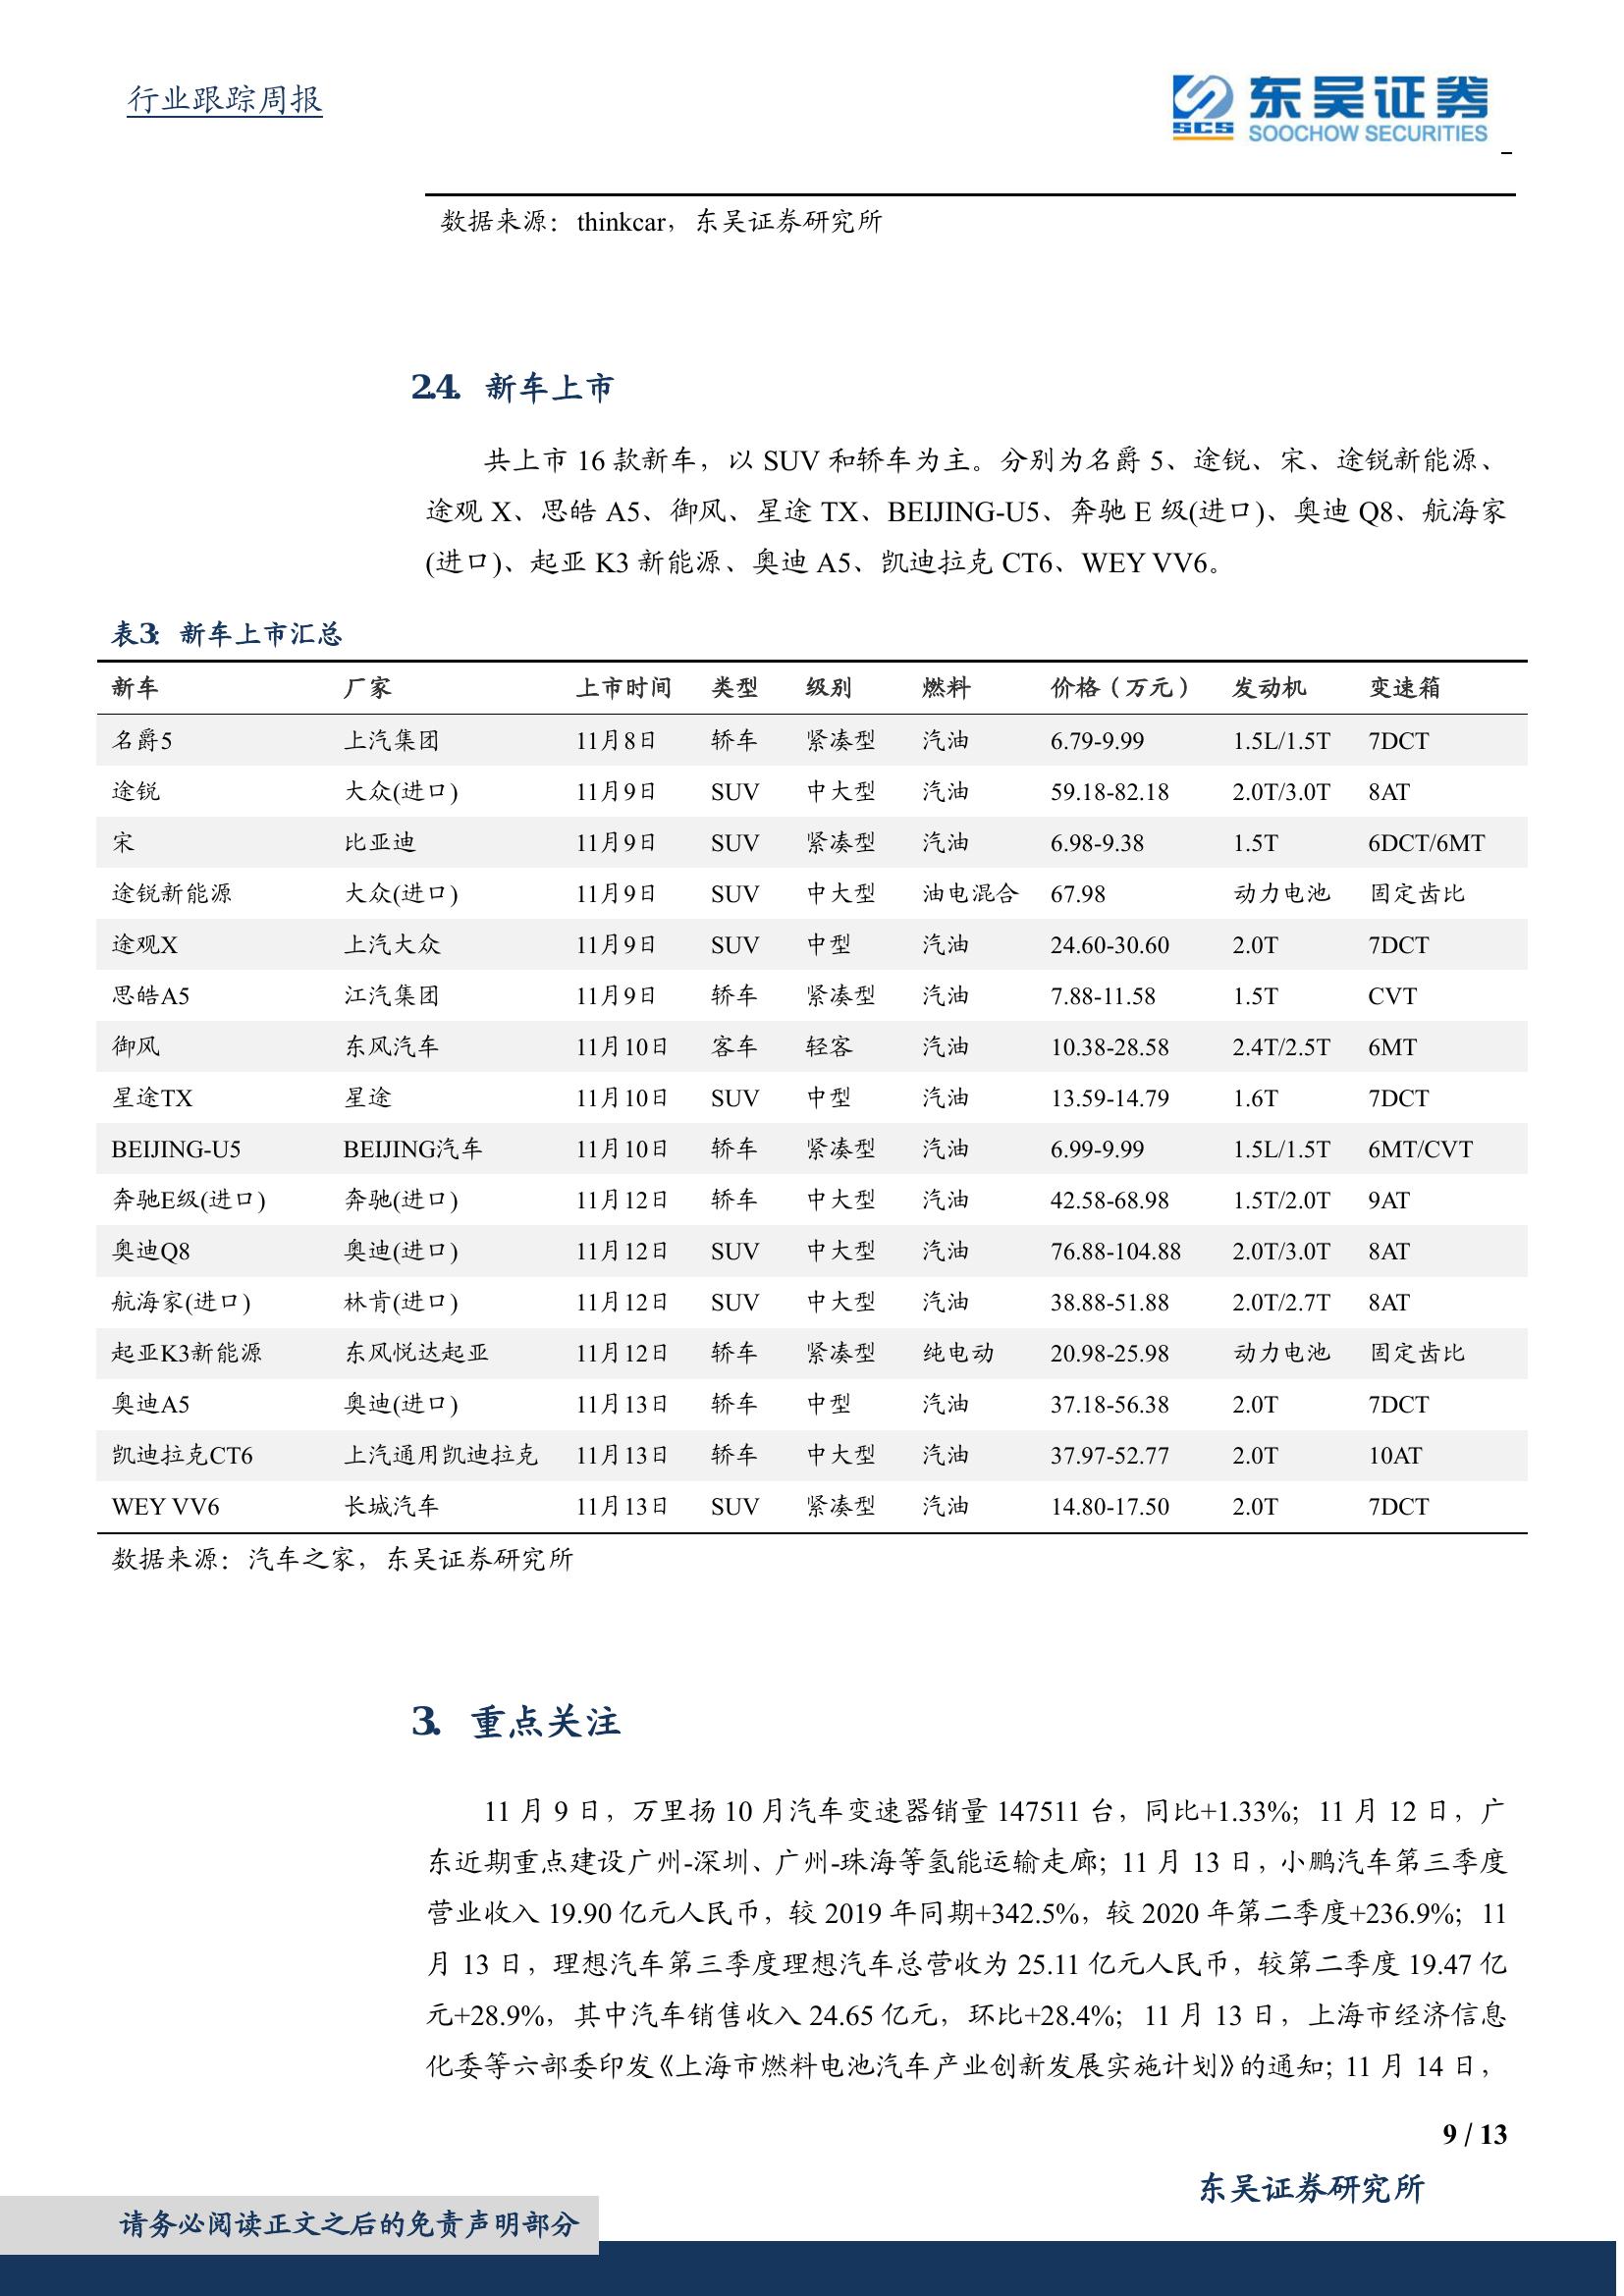 行业跟踪周报
SCS 东吴证券
SOOCHOW SECURITIES
数据来源：thinkcar，东吴证券研究所
2.4. 新车上市
共上市 16 款新车，以 SUV 和轿车为主。分别为名爵 5、途锐、宋、途锐新能源、
途观 X、思皓 A5、御风、星途 TX、BEIJING-U5、奔驰 E 级(进口)、奥迪 Q8、航海家
(进口)、起亚 K3 新能源、奥迪 A5、凯迪拉克 CT6、WEY VV6。
表3：新车上市汇总
新车 厂家 上市时间 类型 级别 燃料 价格（万元） 发动机 变速箱
名爵5 上汽集团 11月8日 轿车 紧凑型 汽油 6.79-9.99 1.5L/1.5T 7DCT
途锐 大众(进口) 11月9日 SUV 中大型 汽油 59.18-82.18 2.0T/3.0T 8AT
宋 比亚迪 11月9日 SUV 紧凑型 汽油 6.98-9.38 1.5T 6DCT/6MT
途锐新能源 大众(进口) 11月9日 SUV 中大型 油电混合 67.98 动力电池 固定齿比
途观X 上汽大众 11月9日 SUV 中型 汽油 24.60-30.60 2.0T 7DCT
思皓A5 江汽集团 11月9日 轿车 紧凑型 汽油 7.88-11.58 1.5T CVT
御风 东风汽车 11月10日 客车 轻客 汽油 10.38-28.58 2.4T/2.5T 6MT
星途TX 星途 11月10日 SUV 中型 汽油 13.59-14.79 1.6T 7DCT
BEIJING-U5 BEIJING汽车 11月10日 轿车 紧凑型 汽油 6.99-9.99 1.5L/1.5T 6MT/CVT
奔驰E级(进口) 奔驰(进口) 11月12日 轿车 中大型 汽油 42.58-68.98 1.5T/2.0T 9AT
奥迪Q8 奥迪(进口) 11月12日 SUV 中大型 汽油 76.88-104.88 2.0T/3.0T 8AT
航海家(进口) 林肯(进口) 11月12日 SUV 中大型 汽油 38.88-51.88 2.0T/2.7T 8AT
起亚K3新能源 东风悦达起亚 11月12日 轿车 紧凑型 纯电动 20.98-25.98 动力电池 固定齿比
奥迪A5 奥迪(进口) 11月13日 轿车 中型 汽油 37.18-56.38 2.0T 7DCT
凯迪拉克CT6 上汽通用凯迪拉克 11月13日 轿车 中大型 汽油 37.97-52.77 2.0T 10AT
WEY VV6 长城汽车 11月13日 SUV 紧凑型 汽油 14.80-17.50 2.0T 7DCT
数据来源：汽车之家，东吴证券研究所
3. 重点关注
11 月 9 日，万里扬 10 月汽车变速器销量 147511 台，同比+1.33%；11 月 12 日，广
东近期重点建设广州-深圳、广州-珠海等氢能运输走廊；11 月 13 日，小鹏汽车第三季度
营业收入 19.90 亿元人民币，较 2019 年同期+342.5%，较 2020 年第二季度+236.9%；11
月 13 日，理想汽车第三季度理想汽车总营收为 25.11 亿元人民币，较第二季度 19.47 亿
元+28.9%，其中汽车销售收入 24.65 亿元，环比+28.4%；11 月 13 日，上海市经济信息
化委等六部委印发《上海市燃料电池汽车产业创新发展实施计划》的通知；11 月 14 日，
9 / 13
东吴证券研究所
请务必阅读正文之后的免责声明部分